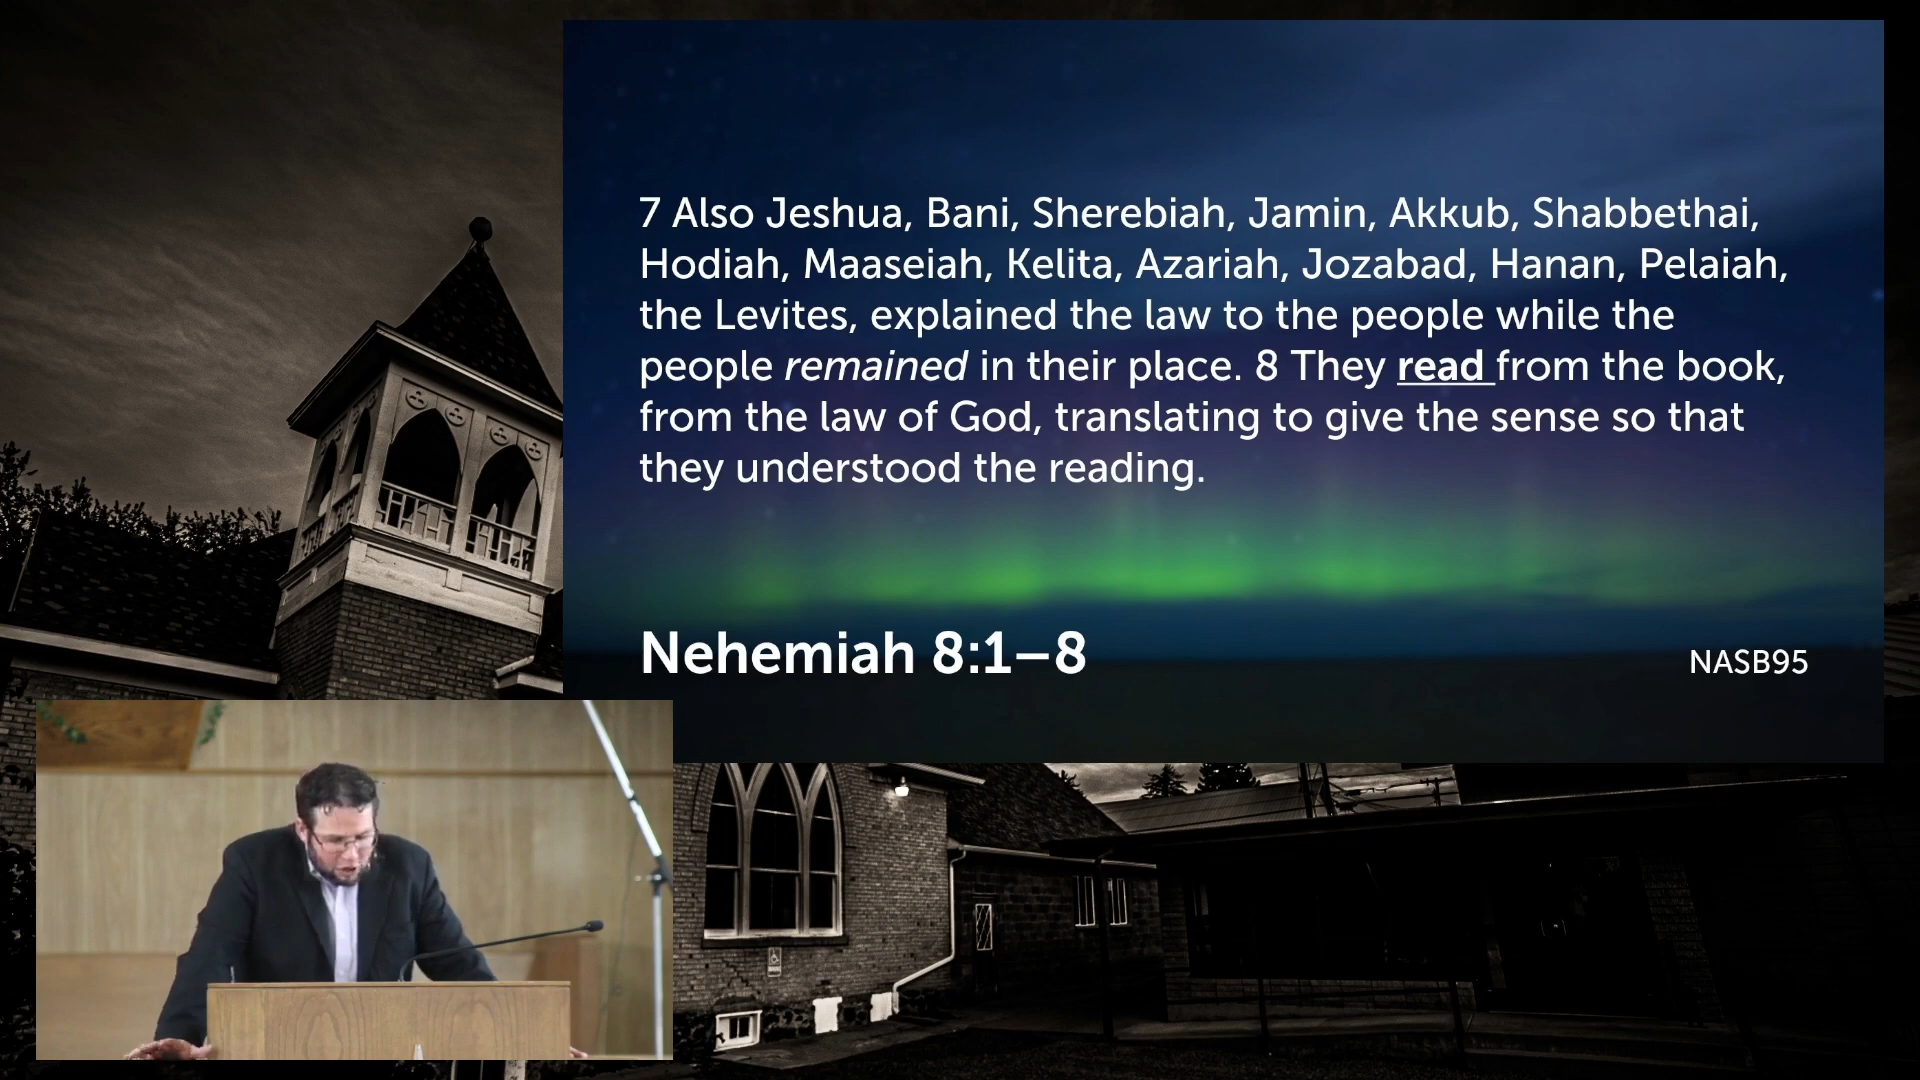 7 Also Jeshua, Bani, Sherebiah, Jamin, Akkub, Shabbethai,
Hodiah, Maaseiah, Kelita, Azariah, Jozabad, Hanan, Pelaiah,
the Levites, explained the law to the people while the
people remained in their place. 8 They read from the book,
from the law of God, translating to give the sense so that
they understood the reading.
Nehemiah 8:1–8
NASB95